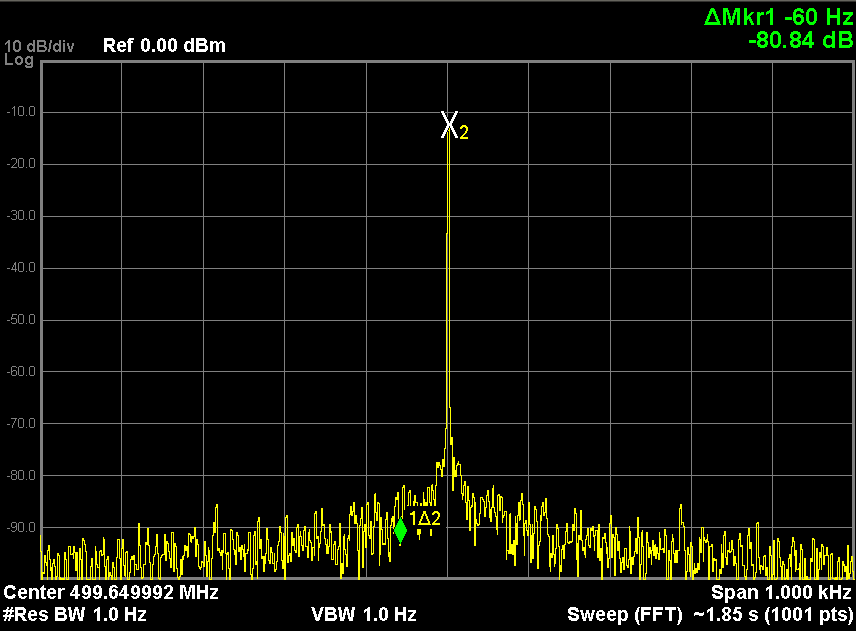 ΔMkr1 -60 Hz
-80.84 dB
10 dB/div Ref 0.00 dBm
Log
-10.0
2
-20.0
-30.0
-40.0
-50.0
-60.0
-70.0
-80.0
1Δ2
-90.0
Center 499.649992 MHz Span 1.000 kHz
#Res BW 1.0 Hz VBW 1.0 Hz Sweep (FFT) ~1.85 s (1001 pts)